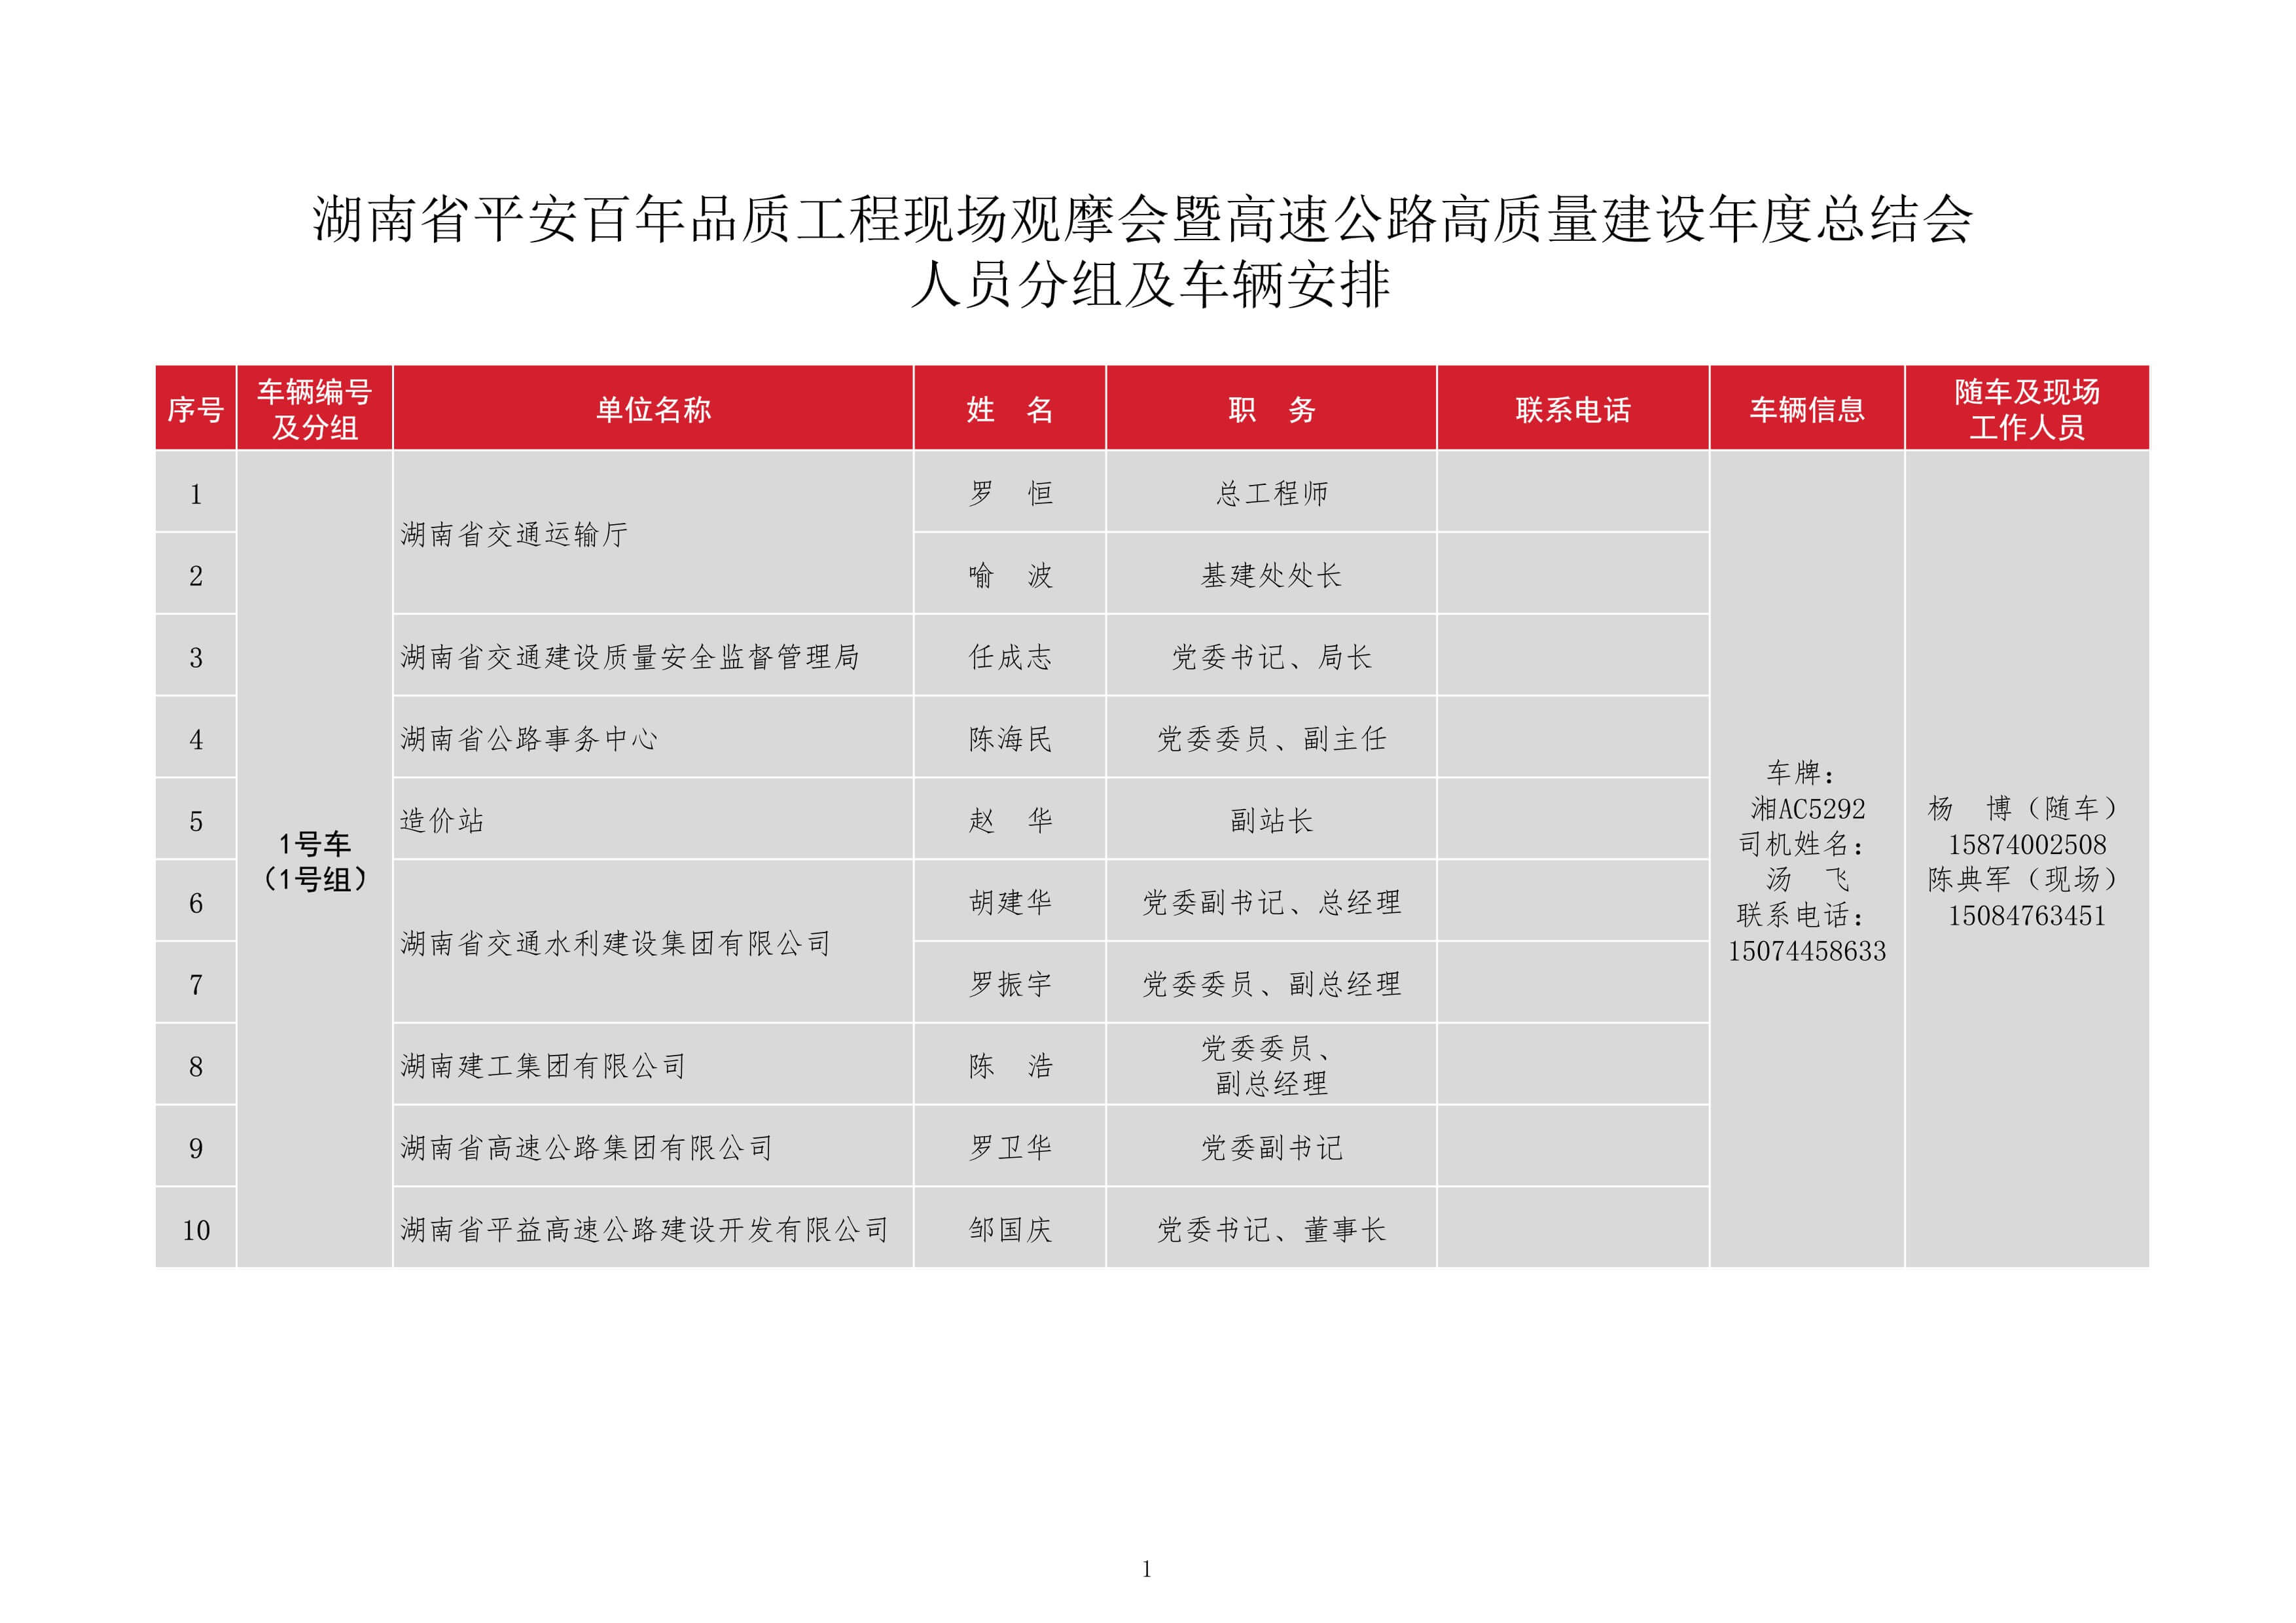 湖南省平安百年品质工程现场观摩会暨高速公路高质量建设年度总结会
人员分组及车辆安排
序号 车辆编号及分组 单位名称 姓　名 职　务 联系电话 车辆信息 随车及现场工作人员
1号车
（1号组）
1 湖南省交通运输厅 罗　恒 总工程师
2 喻　波 基建处处长
3 湖南省交通建设质量安全监督管理局 任成志 党委书记、局长
4 湖南省公路事务中心 陈海民 党委委员、副主任
5 造价站 赵　华 副站长
6 湖南省交通水利建设集团有限公司 胡建华 党委副书记、总经理
7 罗振宇 党委委员、副总经理
8 湖南建工集团有限公司 陈　浩 党委委员、副总经理
9 湖南省高速公路集团有限公司 罗卫华 党委副书记
10 湖南省平益高速公路建设开发有限公司 邹国庆 党委书记、董事长
车牌：
湘AC5292
司机姓名：
汤　飞
联系电话：
15074458633
杨　博（随车）
15874002508
陈典军（现场）
15084763451
1